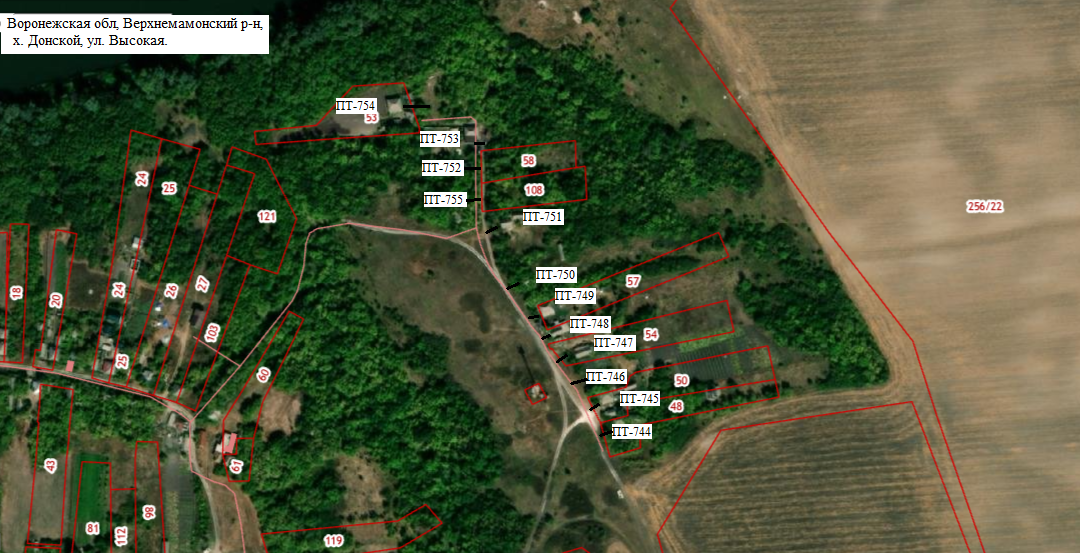 Воронежская обл, Верхнемамонский р-н,
х. Донской, ул. Высокая.
ПТ-754
53
ПТ-753
58
ПТ-752
24
25
108
ПТ-755
256/22
121
ПТ-751
ПТ-750
57
27
26
24
18
20
ПТ-749
ПТ-748
103
54
ПТ-747
25
60
ПТ-746
50
ПТ-745
48
ПТ-744
43
61
98
81
112
119